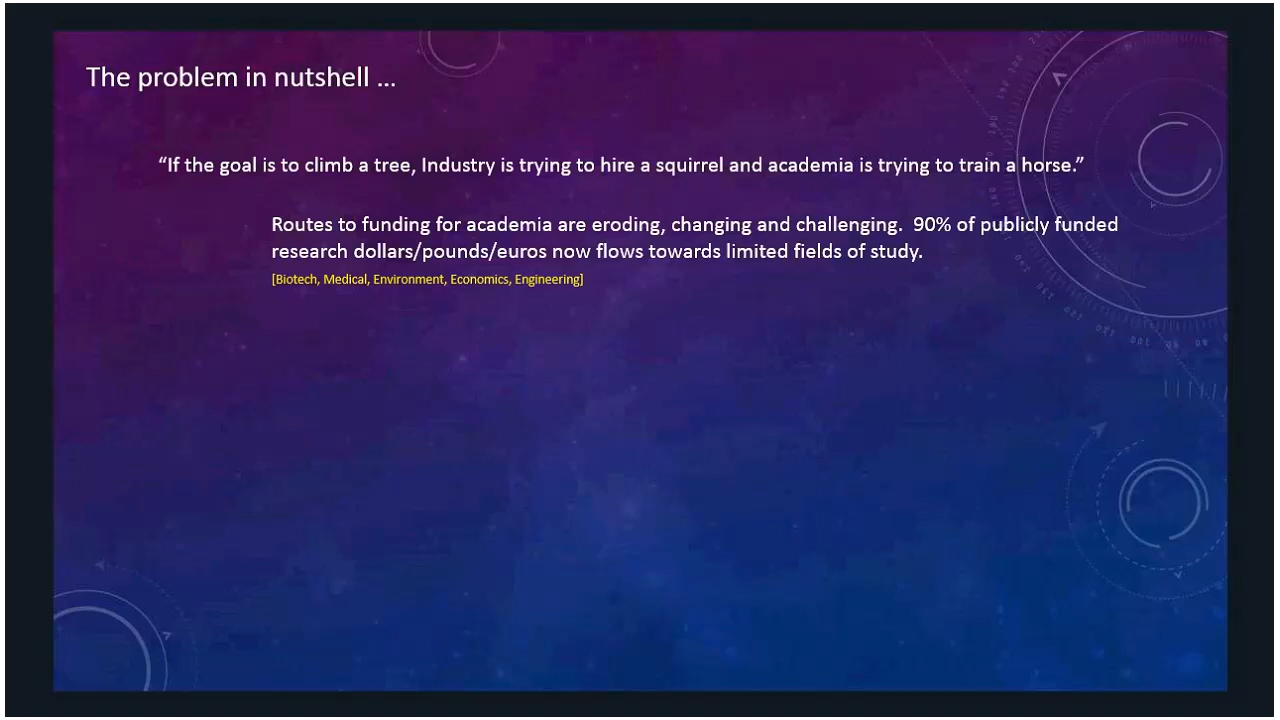 The problem in nutshell ...
“If the goal is to climb a tree, Industry is trying to hire a squirrel and academia is trying to train a horse.”
Routes to funding for academia are eroding, changing and challenging.  90% of publicly funded
research dollars/pounds/euros now flows towards limited fields of study.
[Biotech, Medical, Environment, Economics, Engineering]